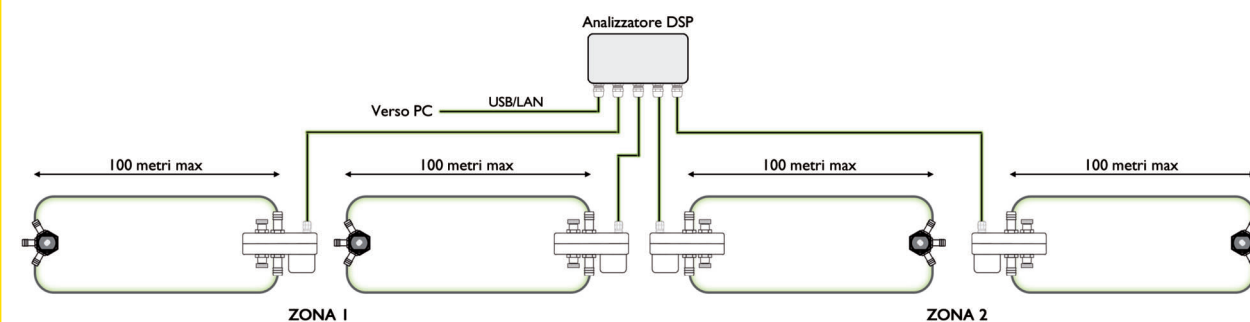 Analizzatore DSP
Verso PC
USB/LAN
100 metri max
100 metri max
100 metri max
100 metri max
ZONA 1
ZONA 2